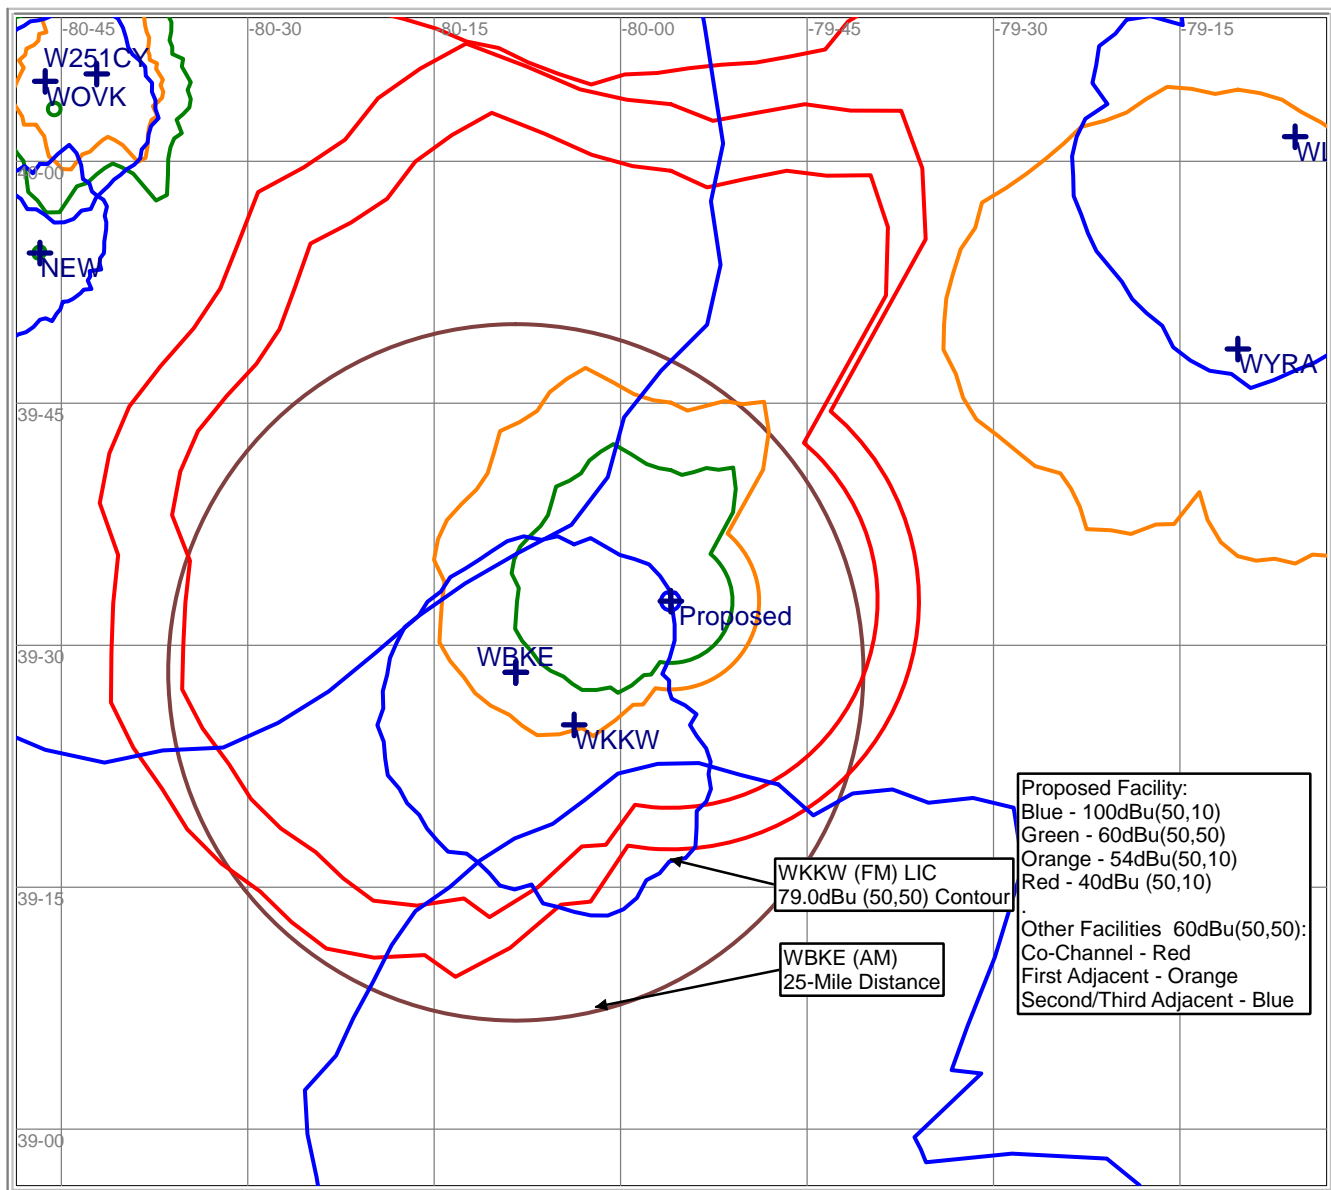 -80-45
-80-30
-80-15
-80-00
-79-45
-79-30
-79-15
W251CY
WOVK
WL
40-00
NEW
WYRA
39-45
Proposed
39-30
WBKE
WKKW
Proposed Facility:
Blue - 100dBu(50,10)
Green - 60dBu(50,50)
Orange - 54dBu(50,10)
Red - 40dBu (50,10)
.
Other Facilities 60dBu(50,50):
Co-Channel - Red
First Adjacent - Orange
Second/Third Adjacent - Blue
WKKW (FM) LIC
79.0dBu (50,50) Contour
39-15
WBKE (AM)
25-Mile Distance
39-00